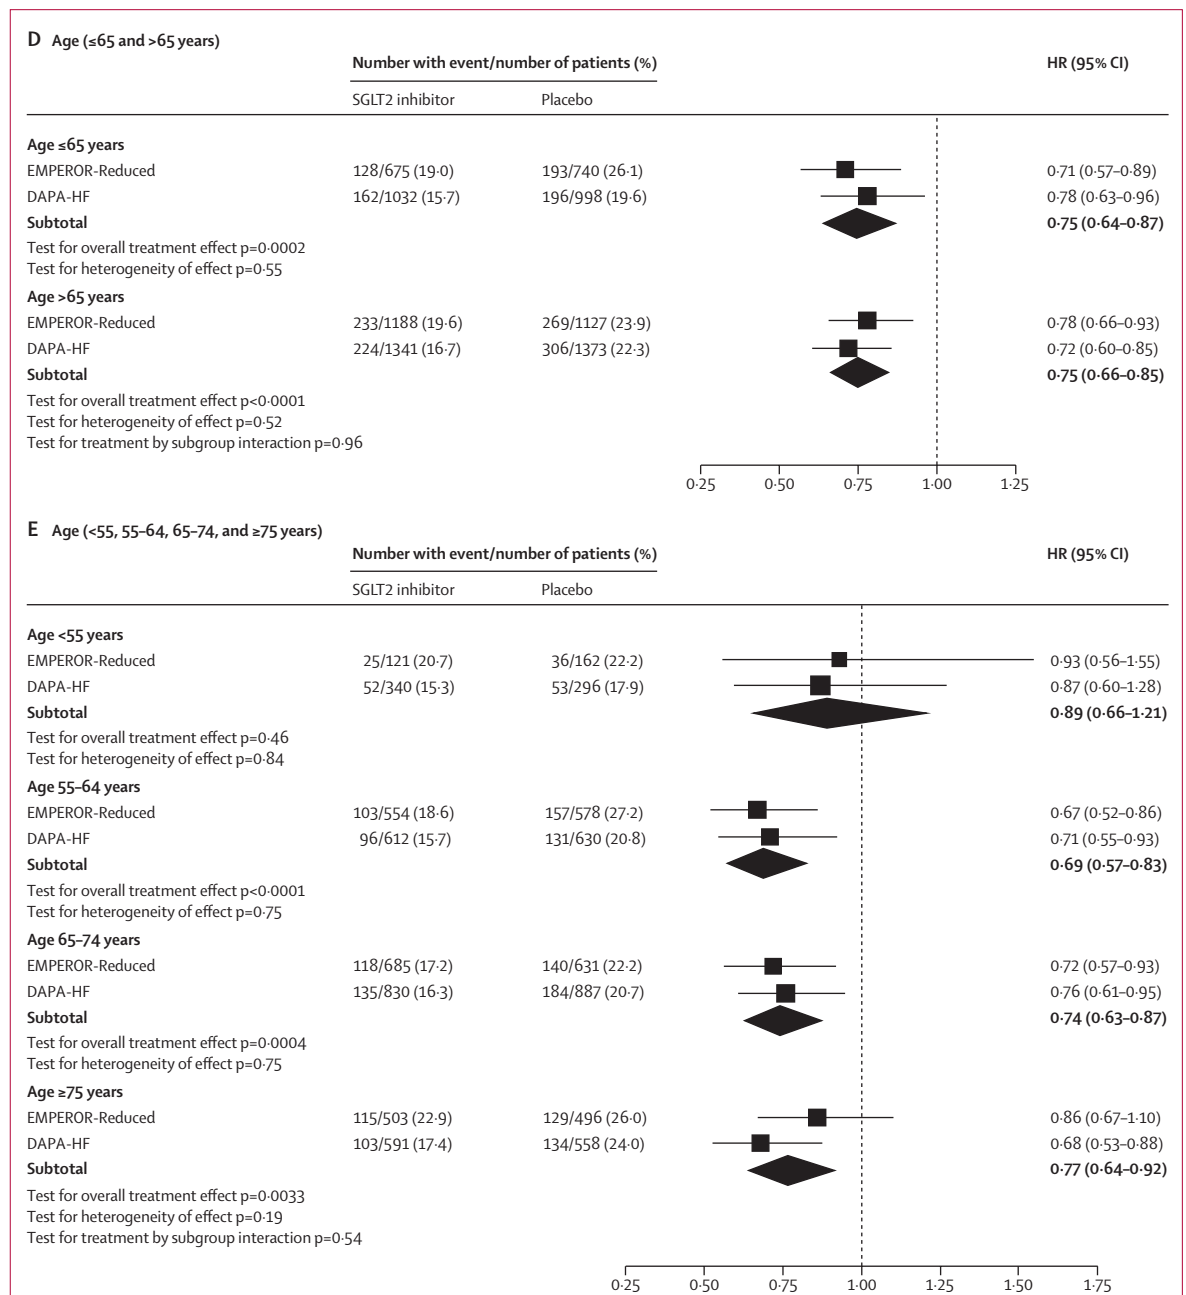 D Age (≤65 and >65 years)
Number with event/number of patients (%) HR (95% CI)
SGLT2 inhibitor Placebo
Age ≤65 years
EMPEROR-Reduced 128/675 (19·0) 193/740 (26·1) 0·71 (0·57–0·89)
DAPA-HF 162/1032 (15·7) 196/998 (19·6) 0·78 (0·63–0·96)
Subtotal 0·75 (0·64–0·87)
Test for overall treatment effect p=0·0002
Test for heterogeneity of effect p=0·55
Age >65 years
EMPEROR-Reduced 233/1188 (19·6) 269/1127 (23·9) 0·78 (0·66–0·93)
DAPA-HF 224/1341 (16·7) 306/1373 (22·3) 0·72 (0·60–0·85)
Subtotal 0·75 (0·66–0·85)
Test for overall treatment effect p<0·0001
Test for heterogeneity of effect p=0·52
Test for treatment by subgroup interaction p=0·96
0·25 0·50 0·75 1·00 1·25
E Age (<55, 55–64, 65–74, and ≥75 years)
Number with event/number of patients (%) HR (95% CI)
SGLT2 inhibitor Placebo
Age <55 years
EMPEROR-Reduced 25/121 (20·7) 36/162 (22·2) 0·93 (0·56–1·55)
DAPA-HF 52/340 (15·3) 53/296 (17·9) 0·87 (0·60–1·28)
Subtotal 0·89 (0·66–1·21)
Test for overall treatment effect p=0·46
Test for heterogeneity of effect p=0·84
Age 55–64 years
EMPEROR-Reduced 103/554 (18·6) 157/578 (27·2) 0·67 (0·52–0·86)
DAPA-HF 96/612 (15·7) 131/630 (20·8) 0·71 (0·55–0·93)
Subtotal 0·69 (0·57–0·83)
Test for overall treatment effect p<0·0001
Test for heterogeneity of effect p=0·75
Age 65–74 years
EMPEROR-Reduced 118/685 (17·2) 140/631 (22·2) 0·72 (0·57–0·93)
DAPA-HF 135/830 (16·3) 184/887 (20·7) 0·76 (0·61–0·95)
Subtotal 0·74 (0·63–0·87)
Test for overall treatment effect p=0·0004
Test for heterogeneity of effect p=0·75
Age ≥75 years
EMPEROR-Reduced 115/503 (22·9) 129/496 (26·0) 0·86 (0·67–1·10)
DAPA-HF 103/591 (17·4) 134/558 (24·0) 0·68 (0·53–0·88)
Subtotal 0·77 (0·64–0·92)
Test for overall treatment effect p=0·0033
Test for heterogeneity of effect p=0·19
Test for treatment by subgroup interaction p=0·54
0·25 0·50 0·75 1·00 1·25 1·50 1·75